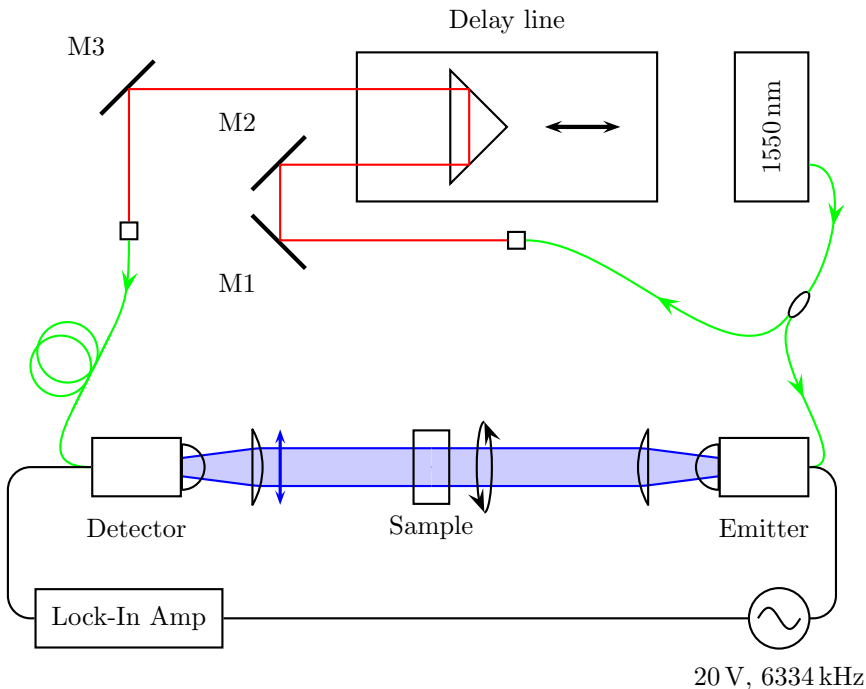 Delay line
M3
M2
1550 nm
M1
Detector
Sample
Emitter
Lock-In Amp
20 V, 6334 kHz